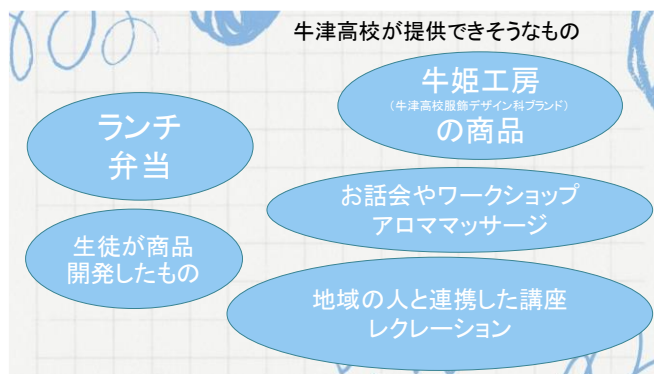 牛津高校が提供できそうなもの
ランチ
弁当
牛姫工房
(牛津高校服飾デザイン科ブランド)
の商品
お話会やワークショップ
アロママッサージ
生徒が商品
開発したもの
地域の人と連携した講座
レクレーション